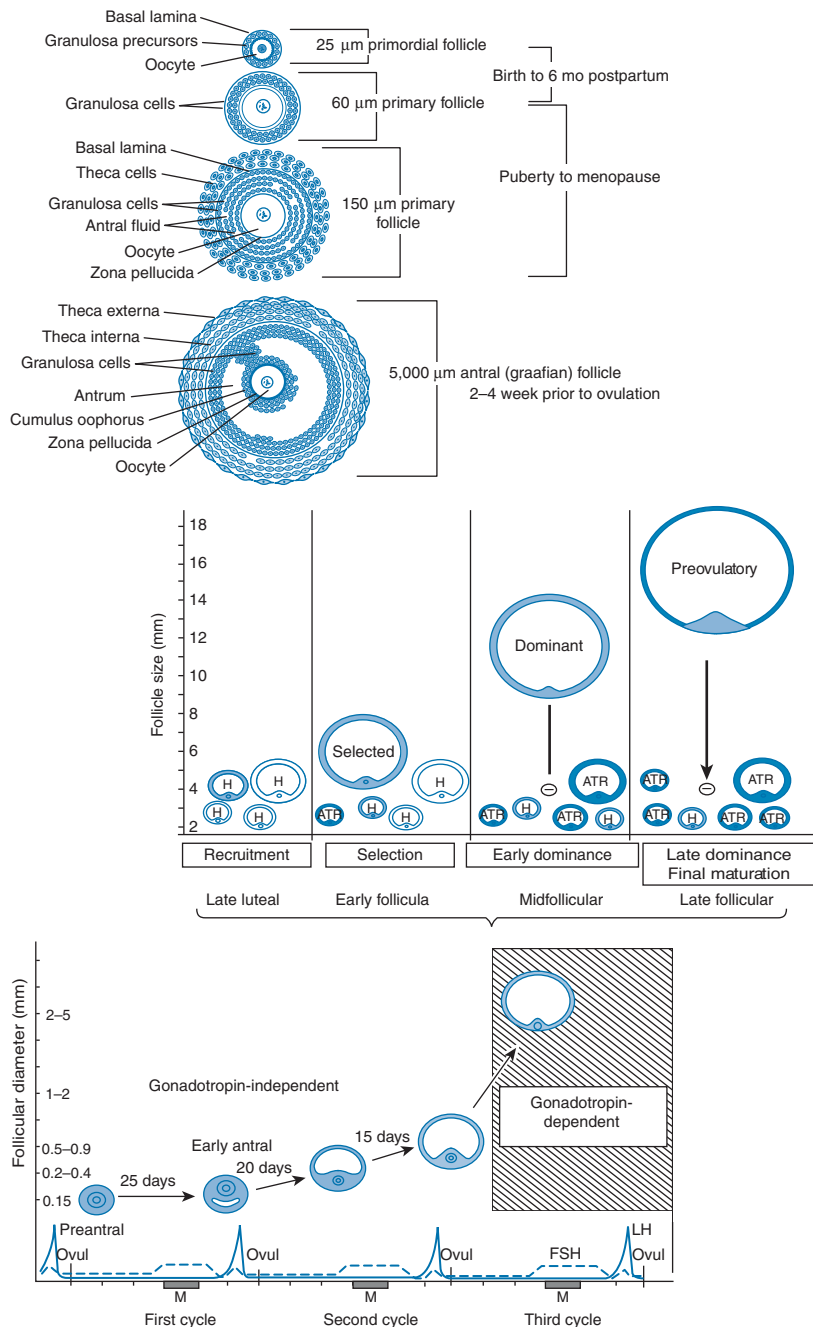 Basal lamina
Granulosa precursors
Oocyte
25 μm primordial follicle
Birth to 6 mo postpartum
Granulosa cells
60 μm primary follicle
Basal lamina
Theca cells
Granulosa cells
Antral fluid
Oocyte
Zona pellucida
150 μm primary
follicle
Puberty to menopause
Theca externa
Theca interna
Granulosa cells
Antrum
Cumulus oophorus
Zona pellucida
Oocyte
5,000 μm antral (graafian) follicle
2–4 week prior to ovulation
Follicle size (mm)
18
16
14
12
10
8
6
4
2
H
H
H
H
Selected
H
ATR
H
H
Dominant
−
ATR
ATR
H
ATR
H
Preovulatory
ATR
−
ATR
ATR
H
ATR
ATR
Recruitment
Selection
Early dominance
Late dominance
Final maturation
Late luteal
Early follicula
Midfollicular
Late follicular
Follicular diameter (mm)
2–5
1–2
0.5–0.9
0.2–0.4
0.15
Gonadotropin-independent
Gonadotropin-
dependent
Early antral
25 days
20 days
15 days
Preantral
Ovul
Ovul
Ovul
FSH
LH
Ovul
M
M
M
First cycle
Second cycle
Third cycle